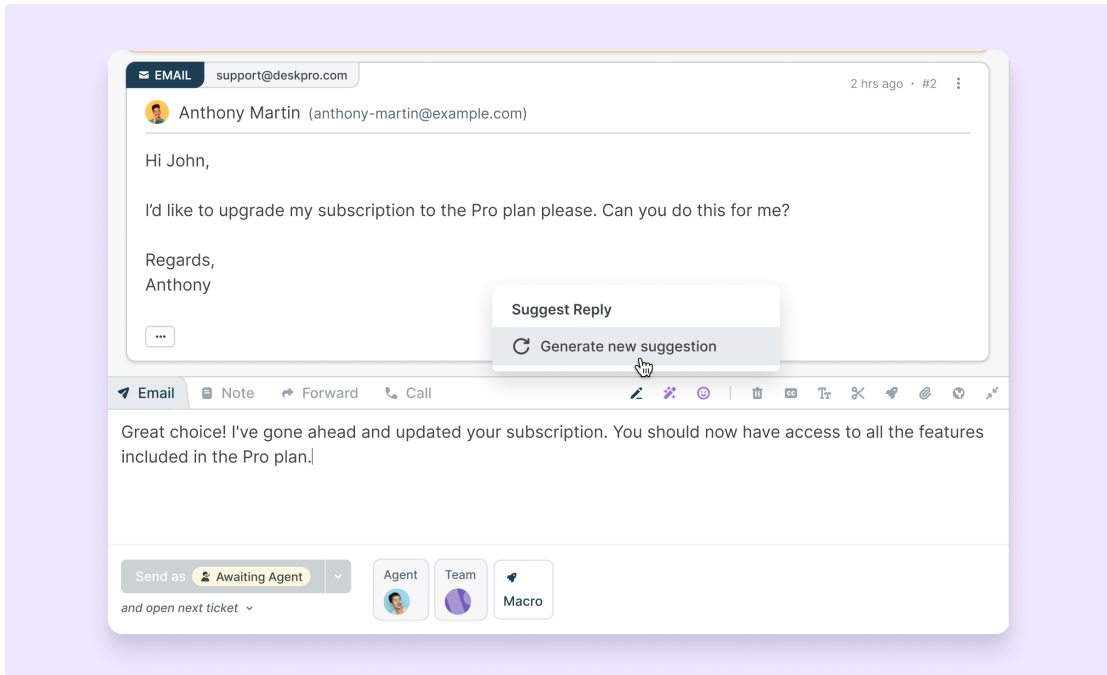 EMAIL support@deskpro.com
2 hrs ago · #2
Anthony Martin (anthony-martin@example.com)
Hi John,
I'd like to upgrade my subscription to the Pro plan please. Can you do this for me?
Regards,
Anthony
Suggest Reply
Generate new suggestion
Email Note Forward Call
CC Tт
Great choice! I've gone ahead and updated your subscription. You should now have access to all the features
included in the Pro plan.
Send as Awaiting Agent
and open next ticket
Agent
Team
Macro